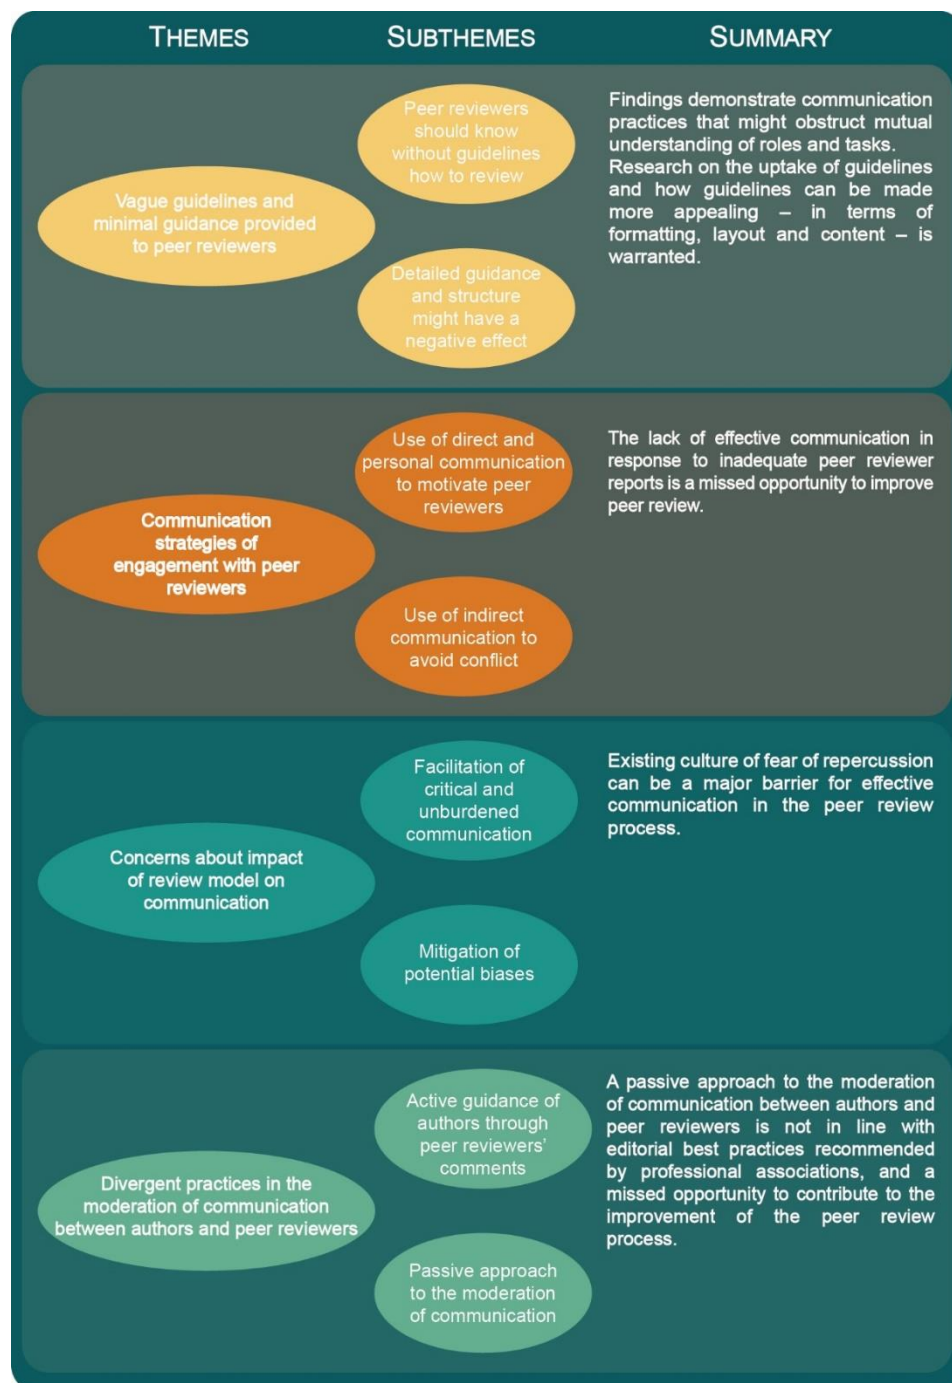 THEMES SUBTHEMES SUMMARY
Vague guidelines and
minimal guidance provided
to peer reviewers
Peer reviewers
should know
without guidelines
how to review
Detailed guidance
and structure
might have a
negative effect
Findings demonstrate communication
practices that might obstruct mutual
understanding of roles and tasks.
Research on the uptake of guidelines
and how guidelines can be made
more appealing – in terms of
formatting, layout and content – is
warranted.
Communication
strategies of
engagement with peer
reviewers
Use of direct and
personal communication
to motivate peer
reviewers
Use of indirect
communication to
avoid conflict
The lack of effective communication in
response to inadequate peer reviewer
reports is a missed opportunity to improve
peer review.
Concerns about impact
of review model on
communication
Facilitation of
critical and
unburdened
communication
Mitigation of
potential biases
Existing culture of fear of repercussion
can be a major barrier for effective
communication in the peer review
process.
Divergent practices in the
moderation of communication
between authors and peer reviewers
Active guidance of
authors through
peer reviewers’
comments
Passive approach
to the moderation
of communication
A passive approach to the moderation
of communication between authors and
peer reviewers is not in line with
editorial best practices recommended
by professional associations, and a
missed opportunity to contribute to the
improvement of the peer review
process.